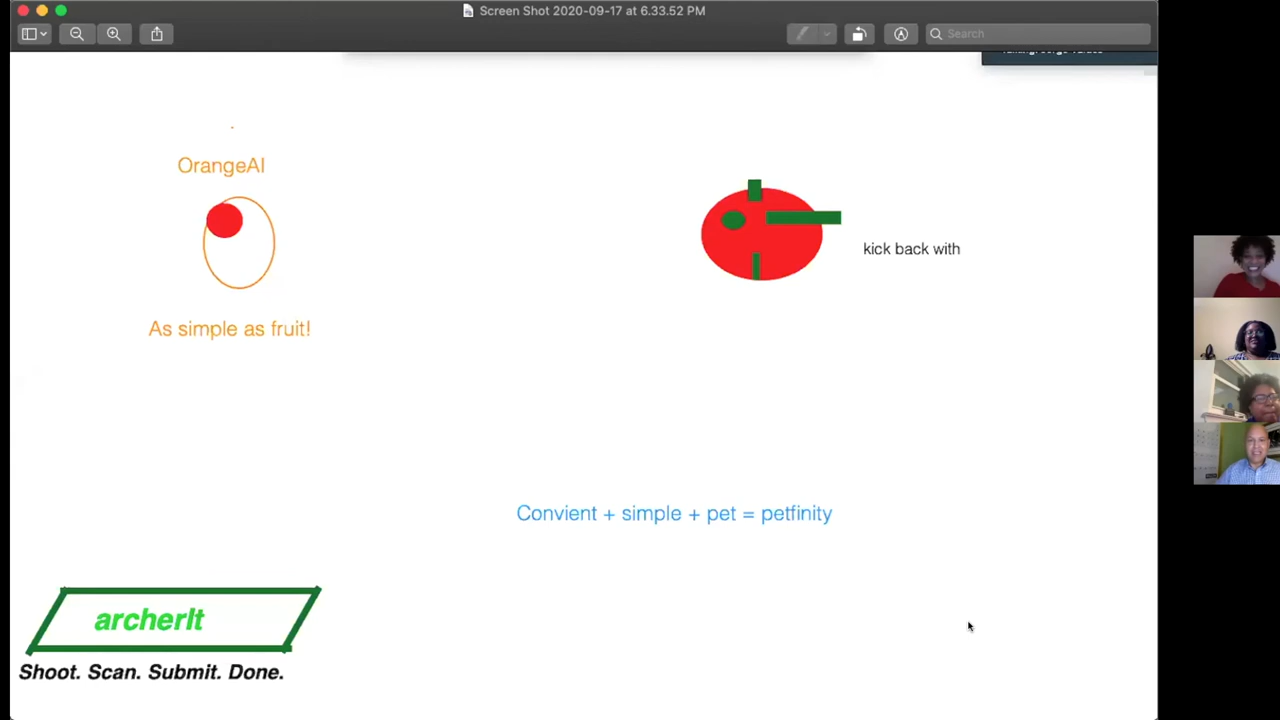 Screen Shot 2020-09-17 at 6.33.52 PM
Search
OrangeAI
kick back with
As simple as fruit!
Convient + simple + pet = petfinity
archerIt
Shoot. Scan. Submit. Done.